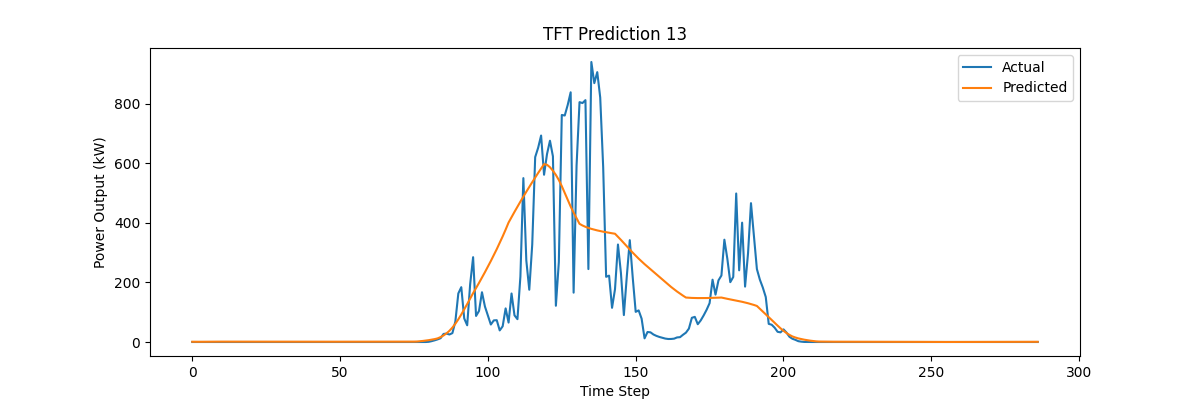 TFT Prediction 13
Power Output (kW)
800
600
400
200
0
0 50 100 150 200 250 300
Time Step
Actual
Predicted